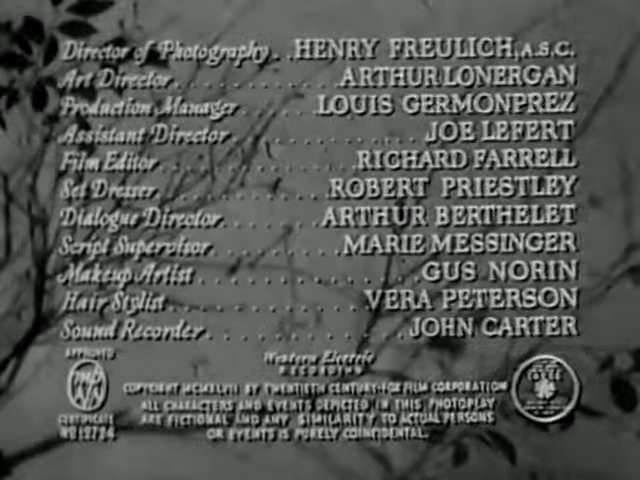 Director of Photography . . HENRY FREULICH, A.S.C.
Art Director . . . . . . . . . . . . ARTHUR LONERGAN
Production Manager . . . . . . LOUIS GERMONPREZ
Assistant Director . . . . . . . . . . . . . . JOE LEFERT
Film Editor . . . . . . . . . . . . . . RICHARD FARRELL
Set Dresser . . . . . . . . . . . . ROBERT PRIESTLEY
Dialogue Director . . . . . . . ARTHUR BERTHELET
Script Supervisor . . . . . . . . . MARIE MESSINGER
Makeup Artist . . . . . . . . . . . . . . GUS NORIN
Hair Stylist . . . . . . . . . . . . . VERA PETERSON
Sound Recorder . . . . . . . . . . . . . JOHN CARTER
APPROVED
Western Electric
RECORDING
COPYRIGHT MCMXLVIII BY TWENTIETH CENTURY-FOX FILM CORPORATION
ALL CHARACTERS AND EVENTS DEPICTED IN THIS PHOTOPLAY
ARE FICTIONAL AND ANY SIMILARITY TO ACTUAL PERSONS
OR EVENTS IS PURELY COINCIDENTAL.
CERTIFICATE